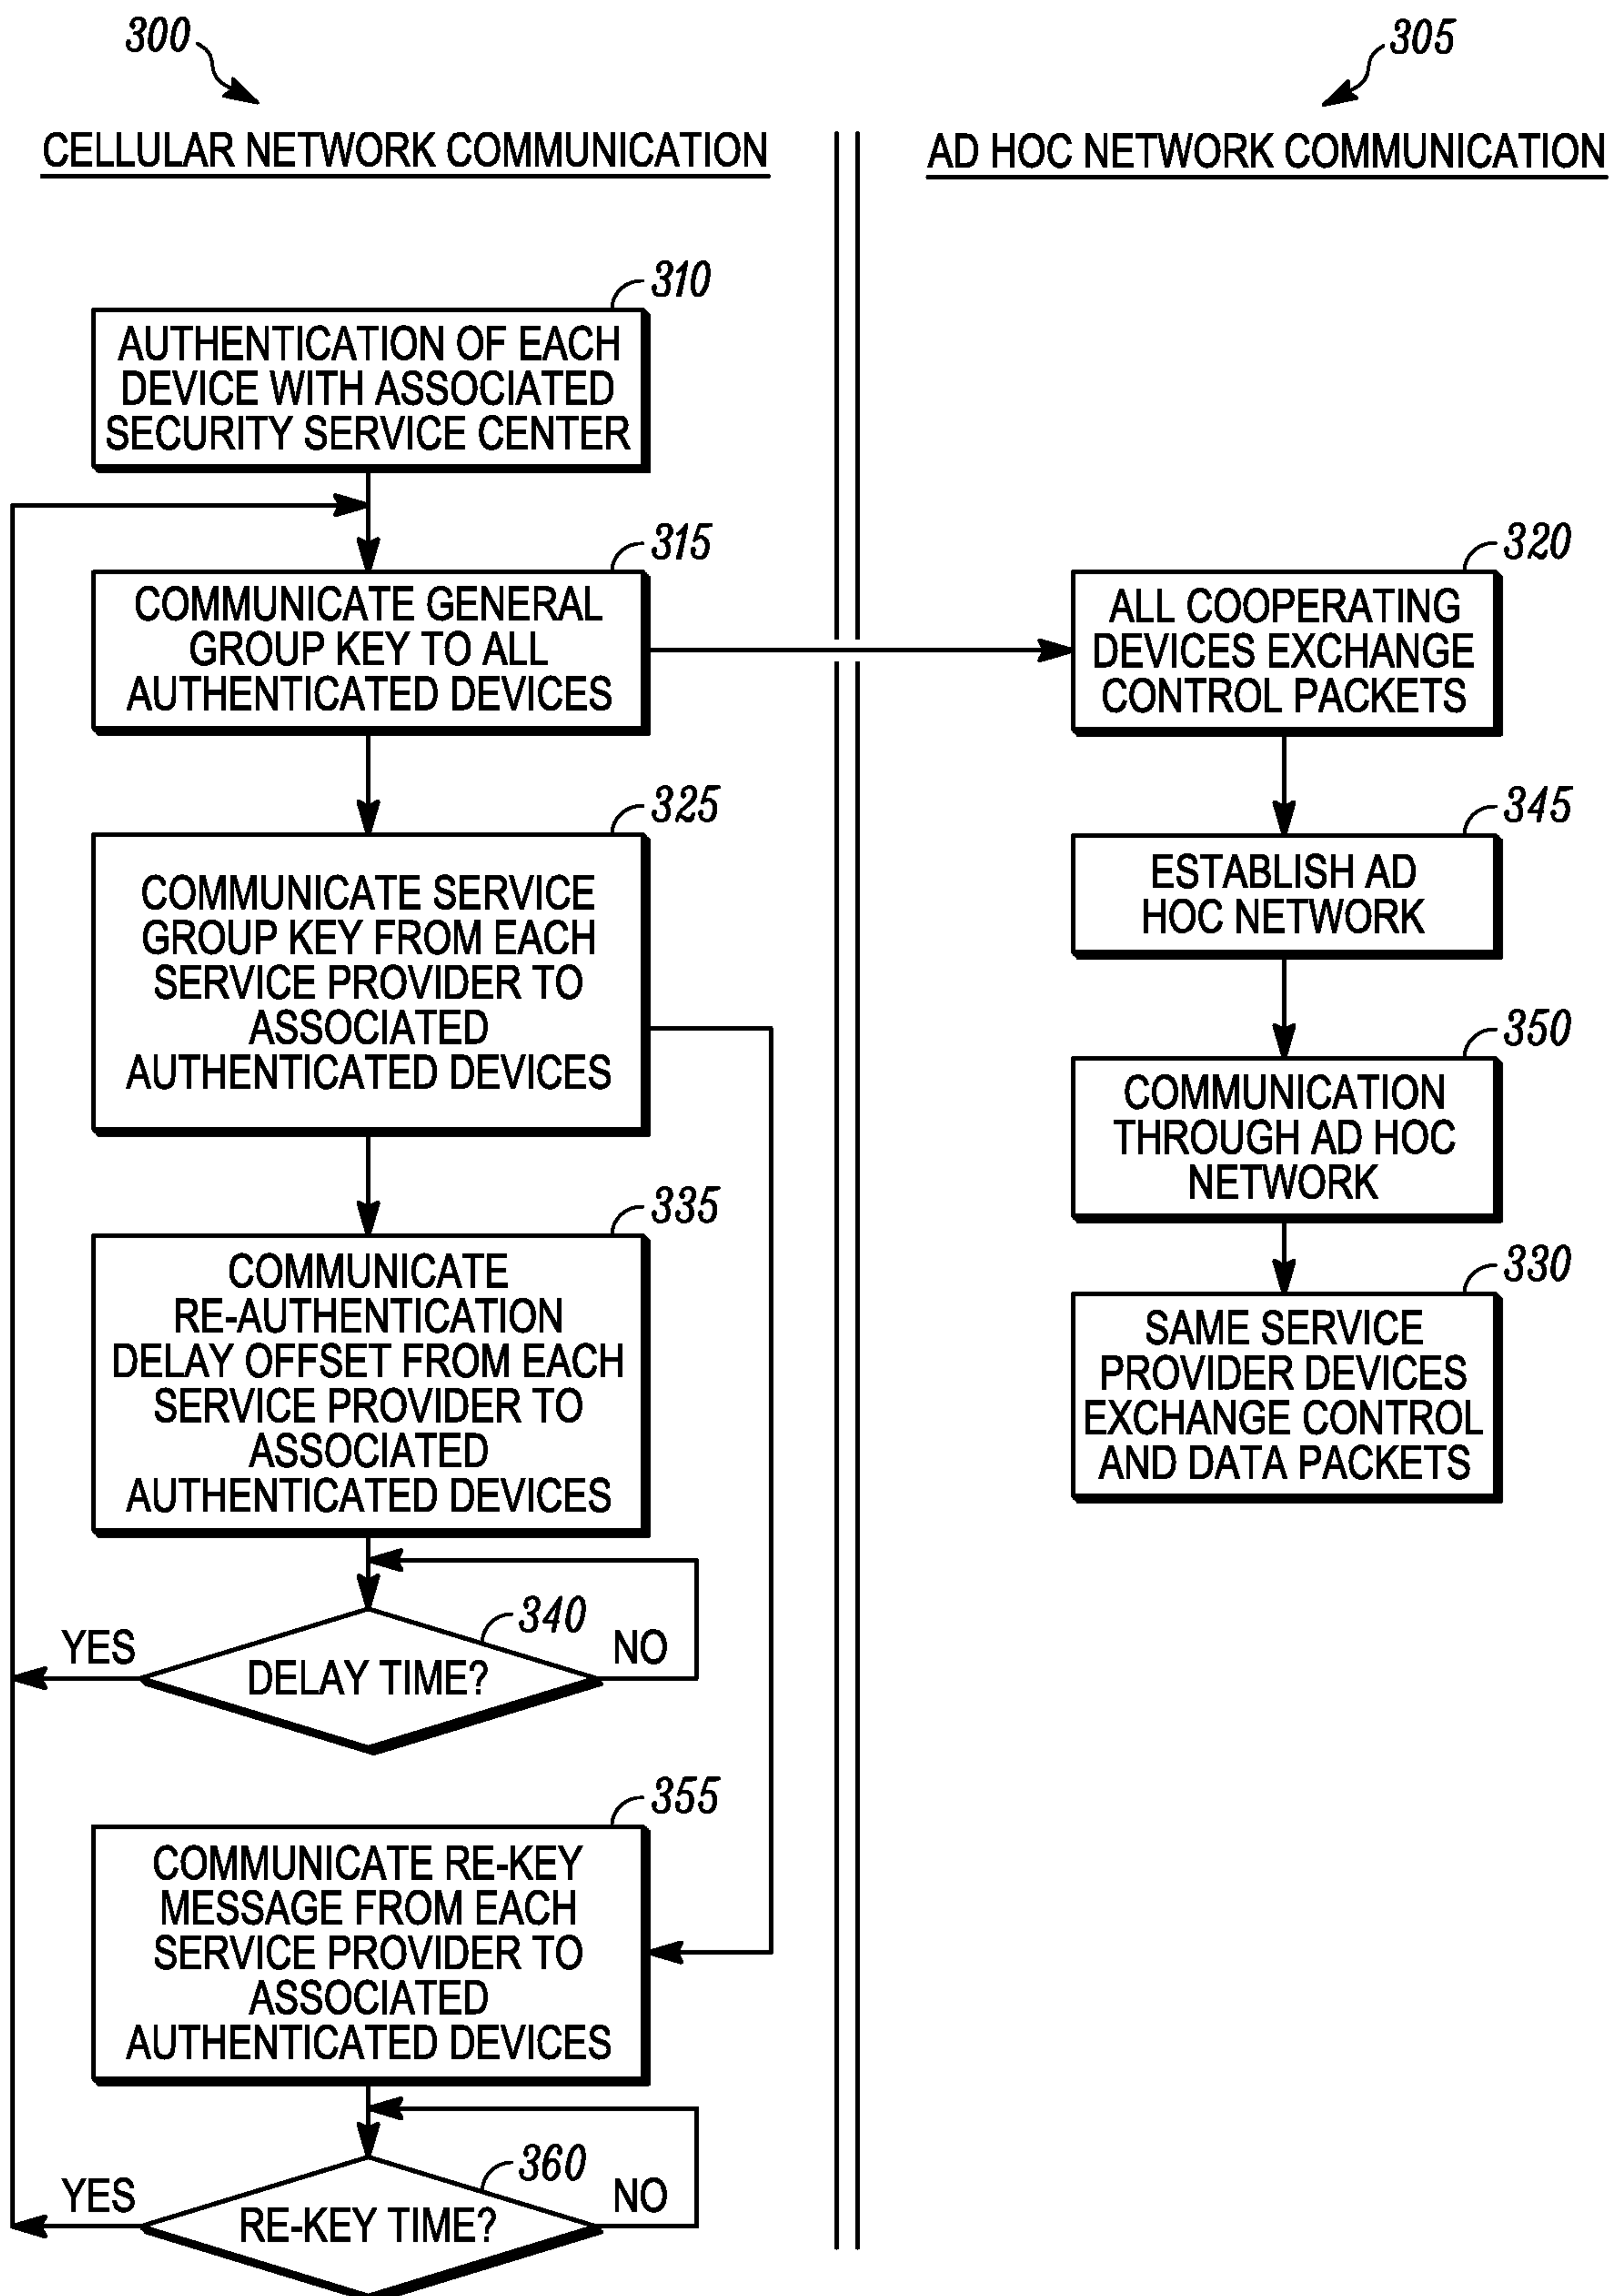 300
305
CELLULAR NETWORK COMMUNICATION
AD HOC NETWORK COMMUNICATION
310
AUTHENTICATION OF EACH
DEVICE WITH ASSOCIATED
SECURITY SERVICE CENTER
315
COMMUNICATE GENERAL
GROUP KEY TO ALL
AUTHENTICATED DEVICES
320
ALL COOPERATING
DEVICES EXCHANGE
CONTROL PACKETS
325
COMMUNICATE SERVICE
GROUP KEY FROM EACH
SERVICE PROVIDER TO
ASSOCIATED
AUTHENTICATED DEVICES
345
ESTABLISH AD
HOC NETWORK
350
COMMUNICATION
THROUGH AD HOC
NETWORK
335
COMMUNICATE
RE-AUTHENTICATION
DELAY OFFSET FROM EACH
SERVICE PROVIDER TO
ASSOCIATED
AUTHENTICATED DEVICES
330
SAME SERVICE
PROVIDER DEVICES
EXCHANGE CONTROL
AND DATA PACKETS
340
YES
NO
DELAY TIME?
355
COMMUNICATE RE-KEY
MESSAGE FROM EACH
SERVICE PROVIDER TO
ASSOCIATED
AUTHENTICATED DEVICES
360
YES
NO
RE-KEY TIME?